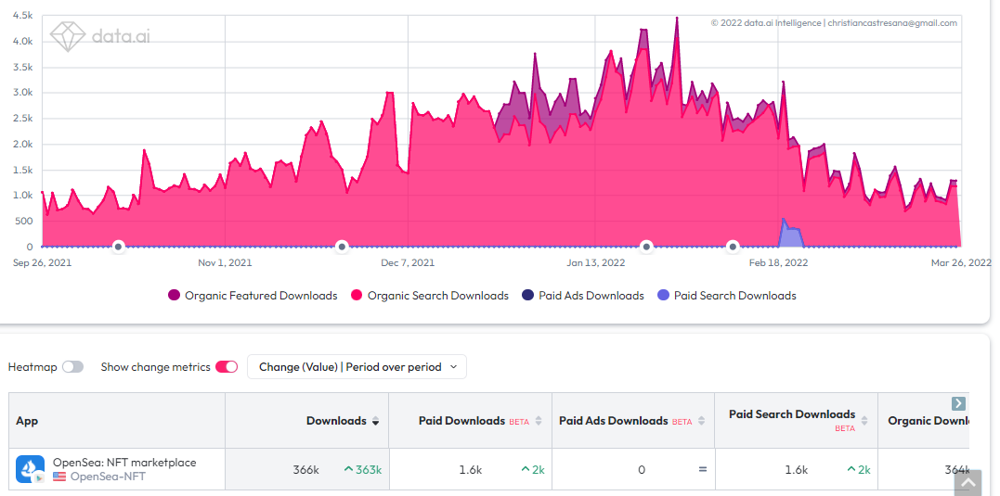 4.5k
© 2022 data.ai Intelligence | christiancastresana@gmail.com
data.ai
4.0k
3.5k
3.0k
2.5k
2.0k
1.5k
1.0k
500
0
Sep 26, 2021 Nov 1, 2021 Dec 7, 2021 Jan 13, 2022 Feb 18, 2022 Mar 26, 2022
Organic Featured Downloads Organic Search Downloads Paid Ads Downloads Paid Search Downloads
Heatmap Show change metrics Change (Value) | Period over period
App Downloads Paid Downloads BETA Paid Ads Downloads BETA Paid Search Downloads BETA Organic Downl
OpenSea: NFT marketplace
OpenSea-NFT
366k 363k 1.6k 2k 0 = 1.6k 2k 364k